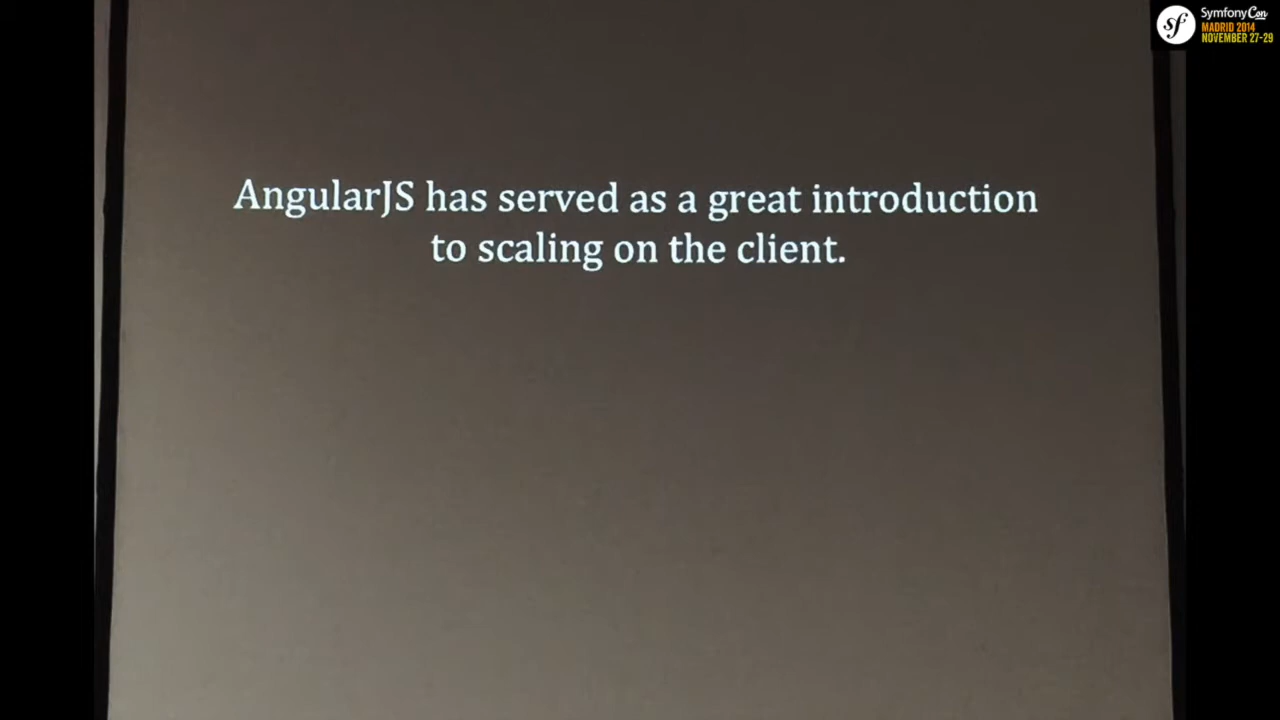 SymfonyCon
MADRID 2014
NOVEMBER 27-29
AngularJS has served as a great introduction
to scaling on the client.